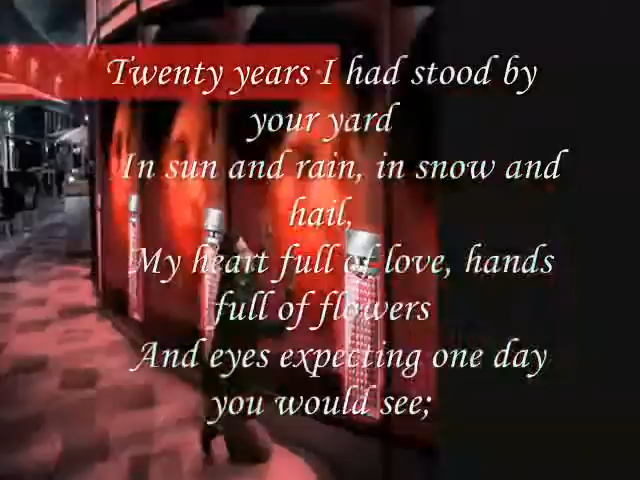 Twenty years I had stood by
your yard
In sun and rain, in snow and
hail,
My heart full of love, hands
full of flowers
And eyes expecting one day
you would see;